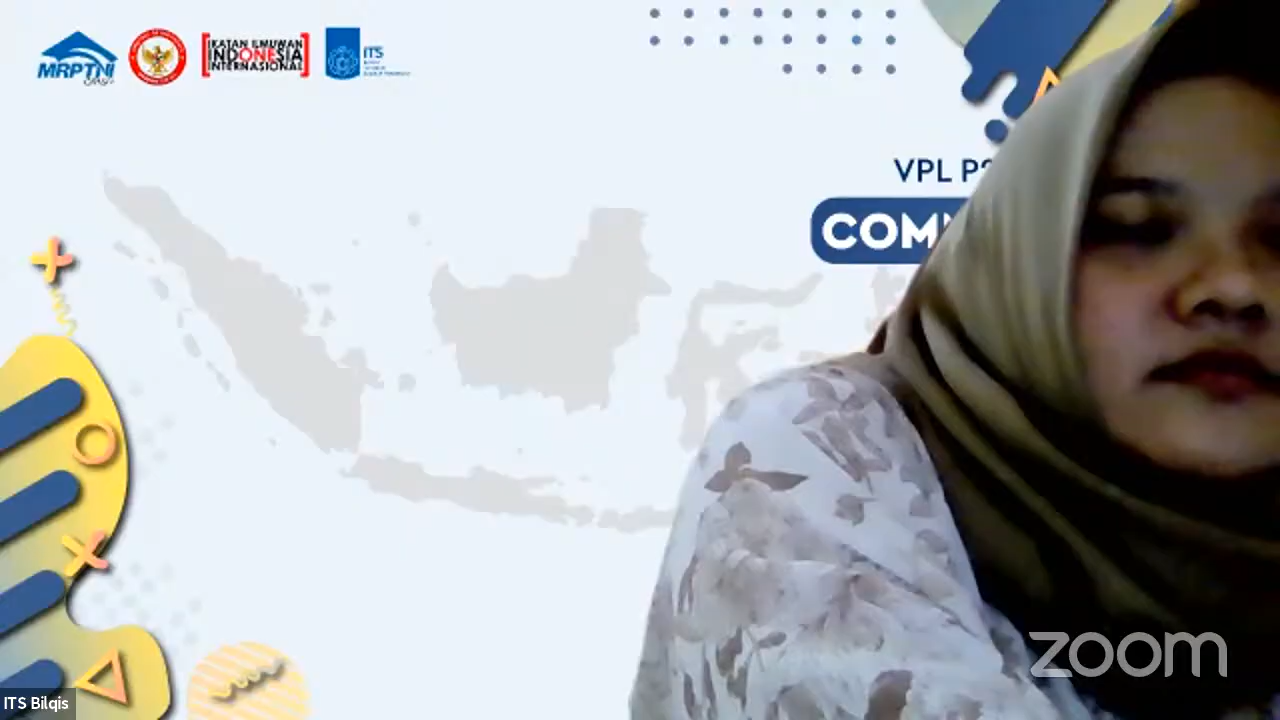 MRPTNI
IKATAN ILMUWAN
INDONESIA
INTERNASIONAL
ITS
VPL P
COM
zoom
ITS Bilqis